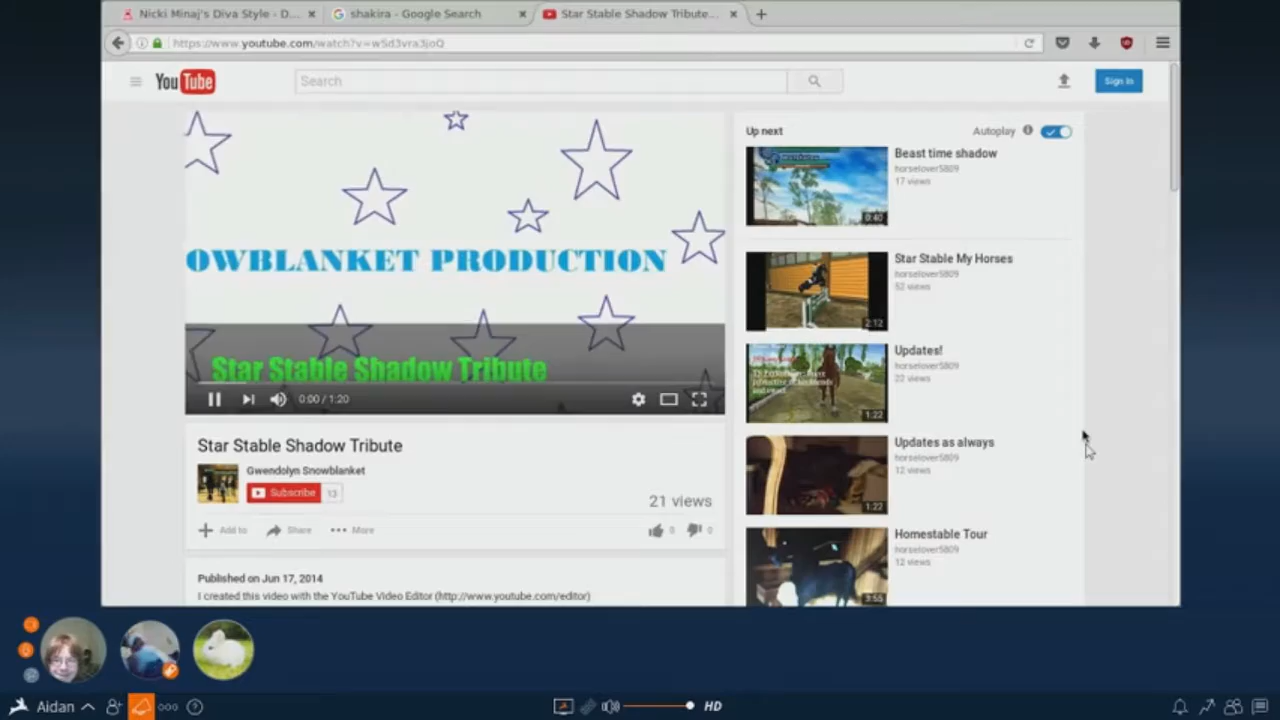 Nicki Minaj's Diva Style - D...
shakira - Google Search
Star Stable Shadow Tribute...
https://www.youtube.com/watch?v=w5d3vra3joQ
YouTube
Search
Sign in
OWBLANKET PRODUCTION
Star Stable Shadow Tribute
0:00 / 1:20
Star Stable Shadow Tribute
Gwendolyn Snowblanket
Subscribe 13
21 views
Add to
Share
More
0
0
Published on Jun 17, 2014
I created this video with the YouTube Video Editor (http://www.youtube.com/editor)
Up next
Autoplay
Beast time shadow
horselover5809
17 views
0:40
Star Stable My Horses
horselover5809
52 views
2:12
Updates!
horselover5809
22 views
1:22
Updates as always
horselover5809
12 views
1:22
Homestable Tour
horselover5809
12 views
3:55
Aidan
HD